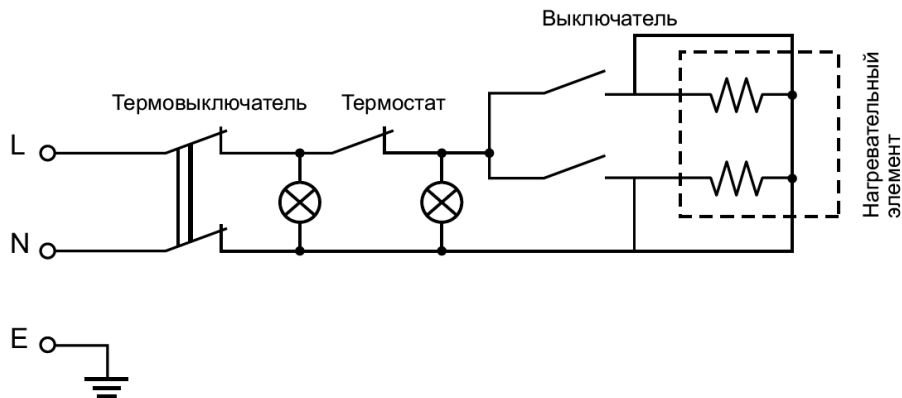 Выключатель
Термовыключатель
Термостат
L
N
E
Нагревательный
элемент